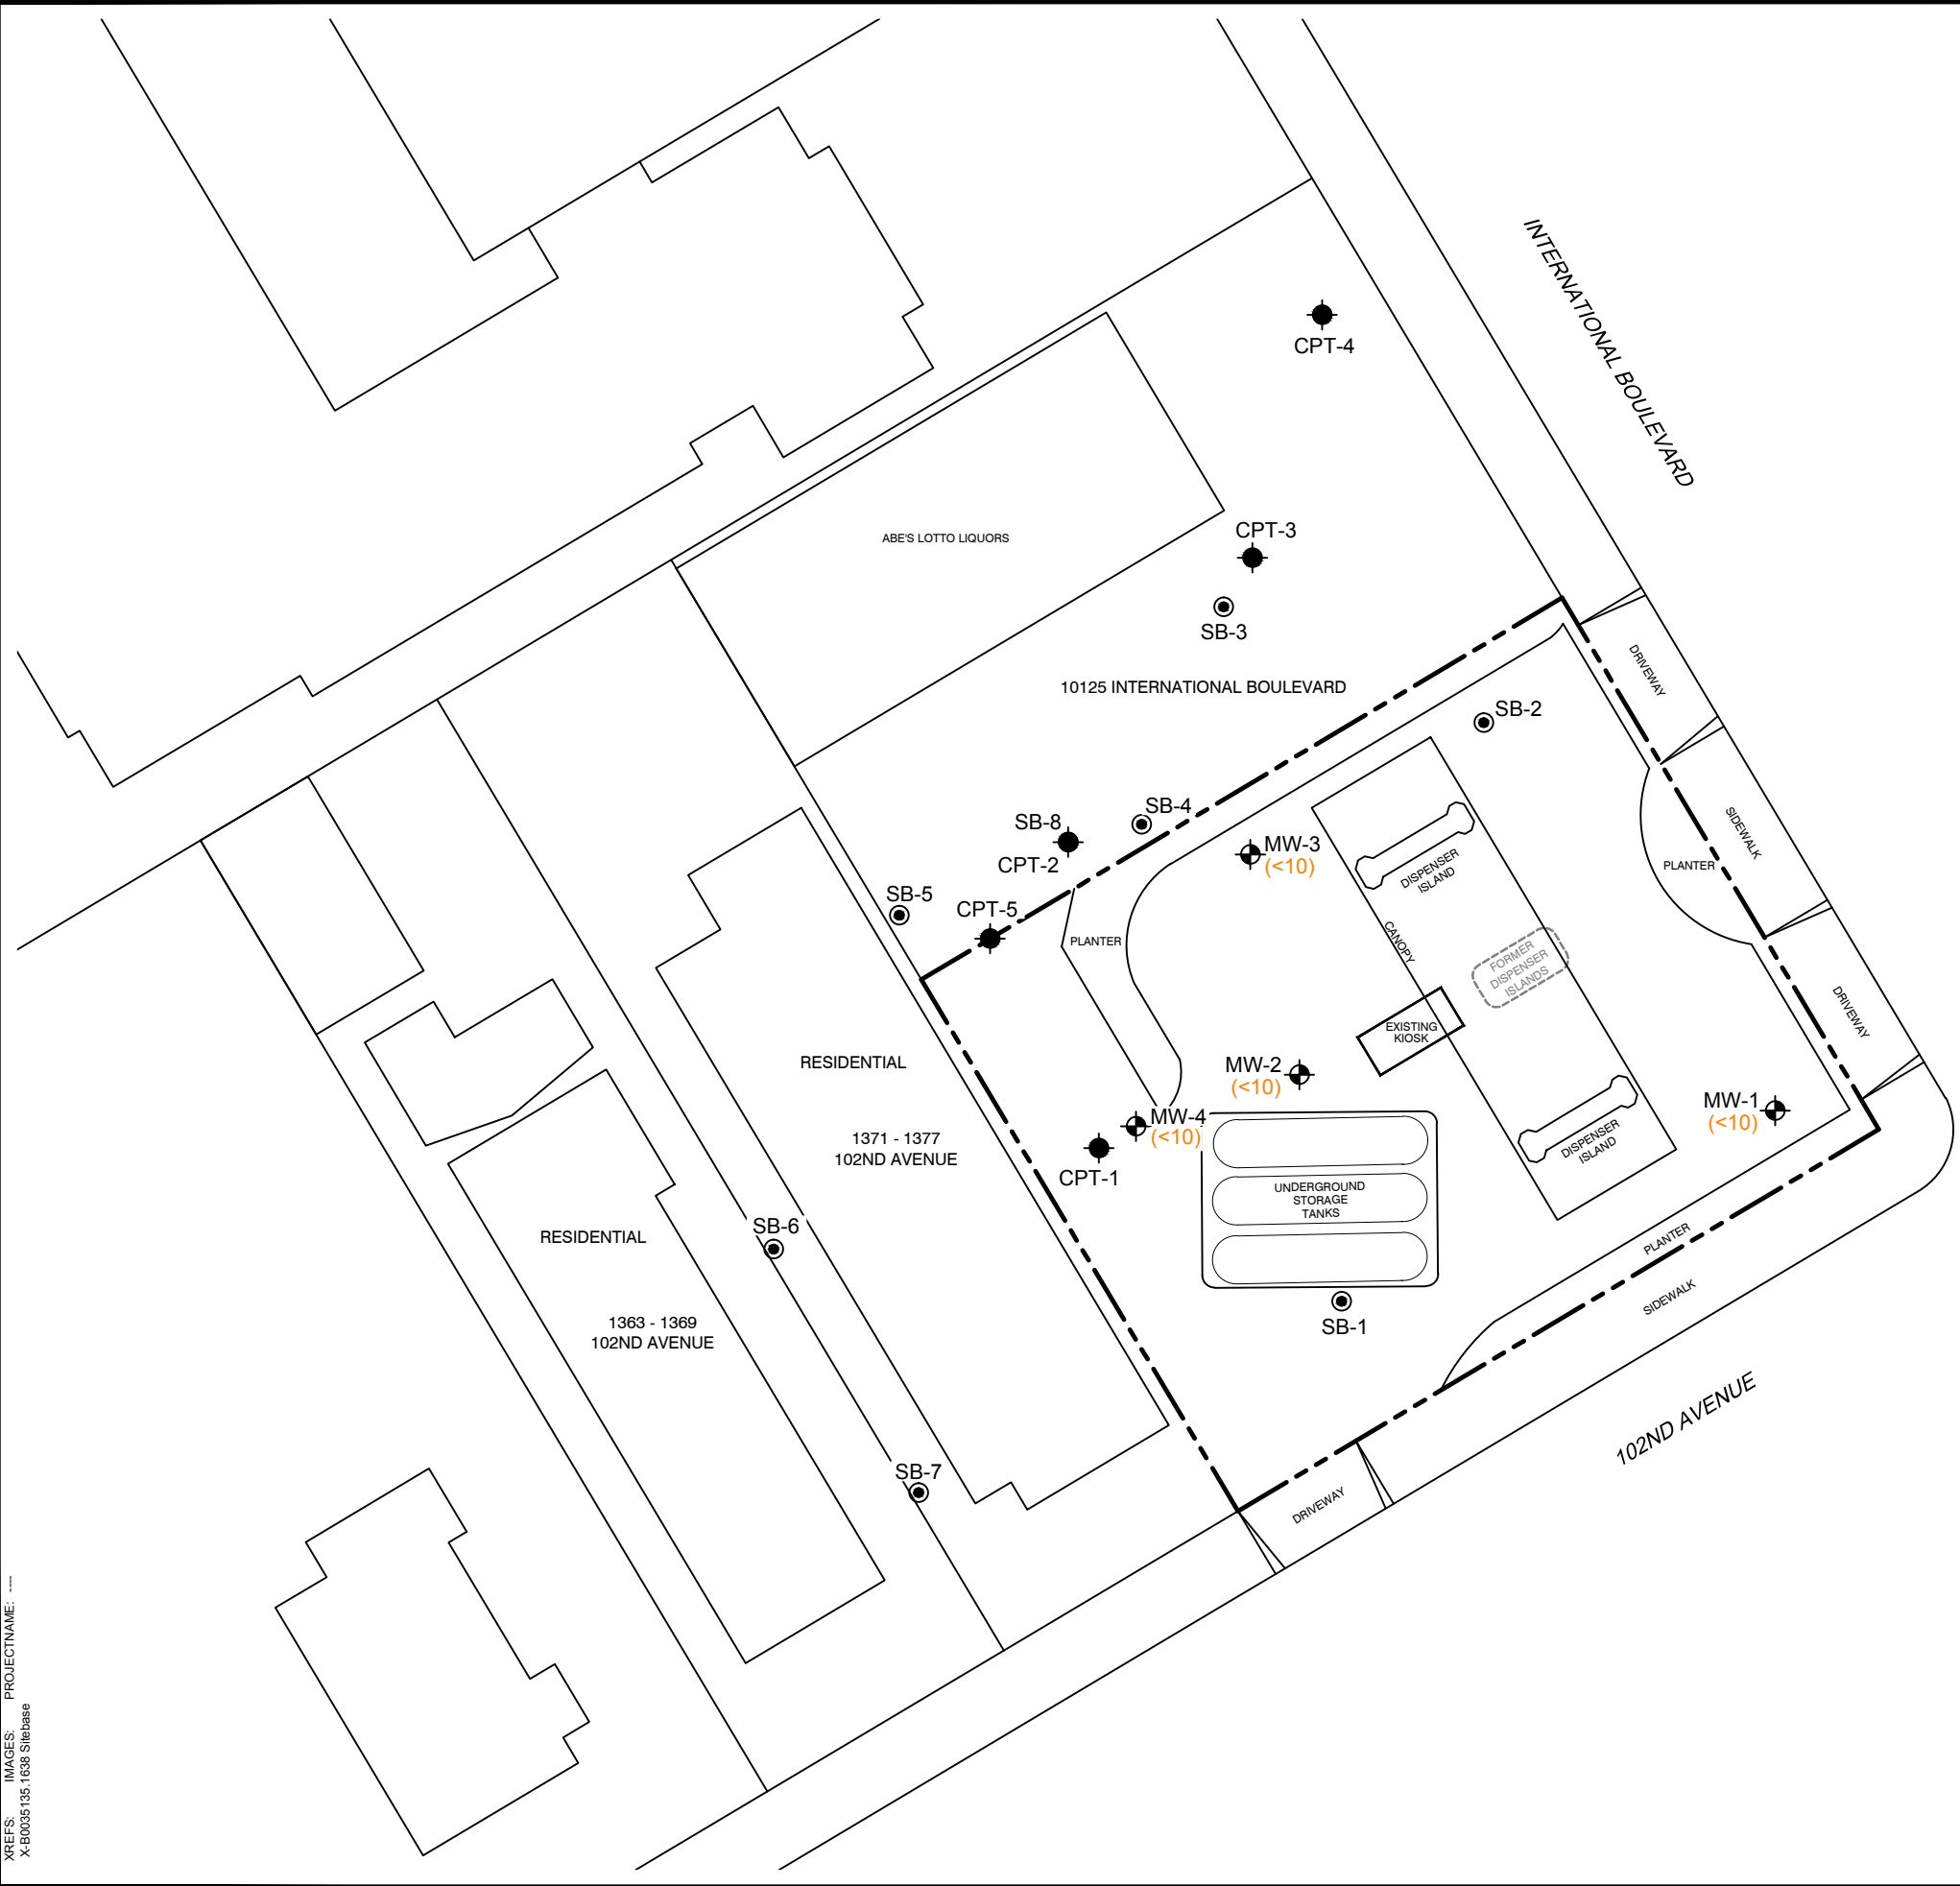 INTERNATIONAL BOULEVARD
CPT-4
CPT-3
ABE'S LOTTO LIQUORS
SB-3
10125 INTERNATIONAL BOULEVARD
DRIVEWAY
SB-2
SB-4
SB-8
CPT-2
MW-3
(<10)
SIDEWALK
PLANTER
DISPENSER
ISLAND
SB-5
CPT-5
PLANTER
CANOPY
FORMER
DISPENSER
ISLANDS
DRIVEWAY
EXISTING
KIOSK
RESIDENTIAL
MW-2
(<10)
MW-1
(<10)
MW-4
(<10)
1371 - 1377
102ND AVENUE
DISPENSER
ISLAND
CPT-1
UNDERGROUND
STORAGE
TANKS
SB-6
RESIDENTIAL
PLANTER
SIDEWALK
1363 - 1369
102ND AVENUE
SB-1
102ND AVENUE
SB-7
DRIVEWAY
XREFS: IMAGES: PROJECTNAME: ----
X-B0035135.1638 Sitebase